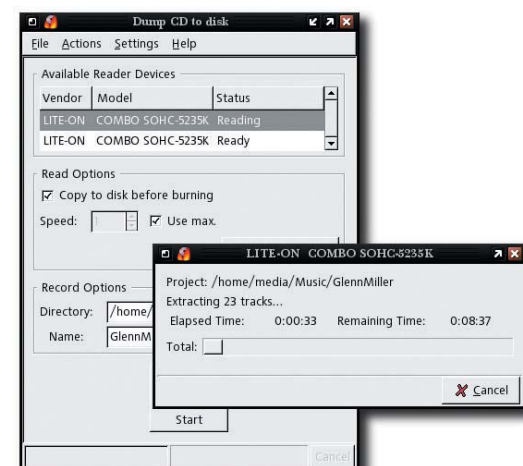 Dump CD to disk
File Actions Settings Help
Available Reader Devices
Vendor Model Status
LITE-ON COMBO SOHC-5235K Reading
LITE-ON COMBO SOHC-5235K Ready
Read Options
Copy to disk before burning
Speed: Use max.
Record Options
Directory: /home/
Name: GlennM
Start
Cancel
LITE-ON COMBO SOHC-5235K
Project: /home/media/Music/GlennMiller
Extracting 23 tracks...
Elapsed Time: 0:00:33 Remaining Time: 0:08:37
Total:
Cancel